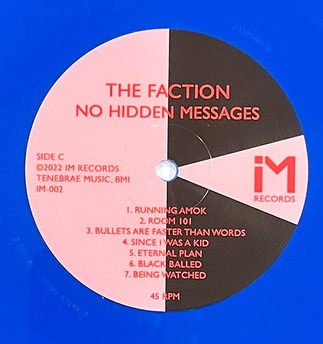 THE FACTION
NO HIDDEN MESSAGES
SIDE C
©2022 IM RECORDS
TENEBRAE MUSIC, BMI
IM-002
iM
RECORDS
1. RUNNING AMOK
2. ROOM 101
3. BULLETS ARE FASTER THAN WORDS
4. SINCE I WAS A KID
5. ETERNAL PLAN
6. BLACK BALLED
7. BEING WATCHED
45 RPM